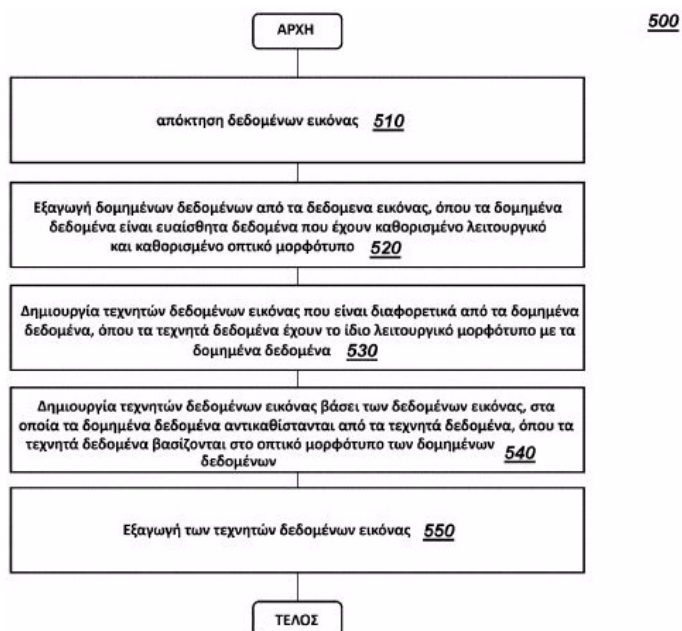 ΑΡΧΗ
500
απόκτηση δεδομένων εικόνας 510
Εξαγωγή δομημένων δεδομένων από τα δεδομενα εικόνας, όπου τα δομημένα
δεδομένα είναι ευαίσθητα δεδομένα που έχουν καθορισμένο λειτουργικό
και καθορισμένο οπτικό μορφότυπο 520
Δημιουργία τεχνητών δεδομένων εικόνας που είναι διαφορετικά από τα δομημένα
δεδομένα, όπου τα τεχνητά δεδομένα έχουν το ίδιο λειτουργικό μορφότυπο με τα
δομημένα δεδομένα 530
Δημιουργία τεχνητών δεδομένων εικόνας βάσει των δεδομένων εικόνας, στα
οποία τα δομημένα δεδομένα αντικαθίστανται από τα τεχνητά δεδομένα, όπου τα
τεχνητά δεδομένα βασίζονται στο οπτικό μορφότυπο των δομημένων
δεδομένων 540
Εξαγωγή των τεχνητών δεδομένων εικόνας 550
ΤΕΛΟΣ